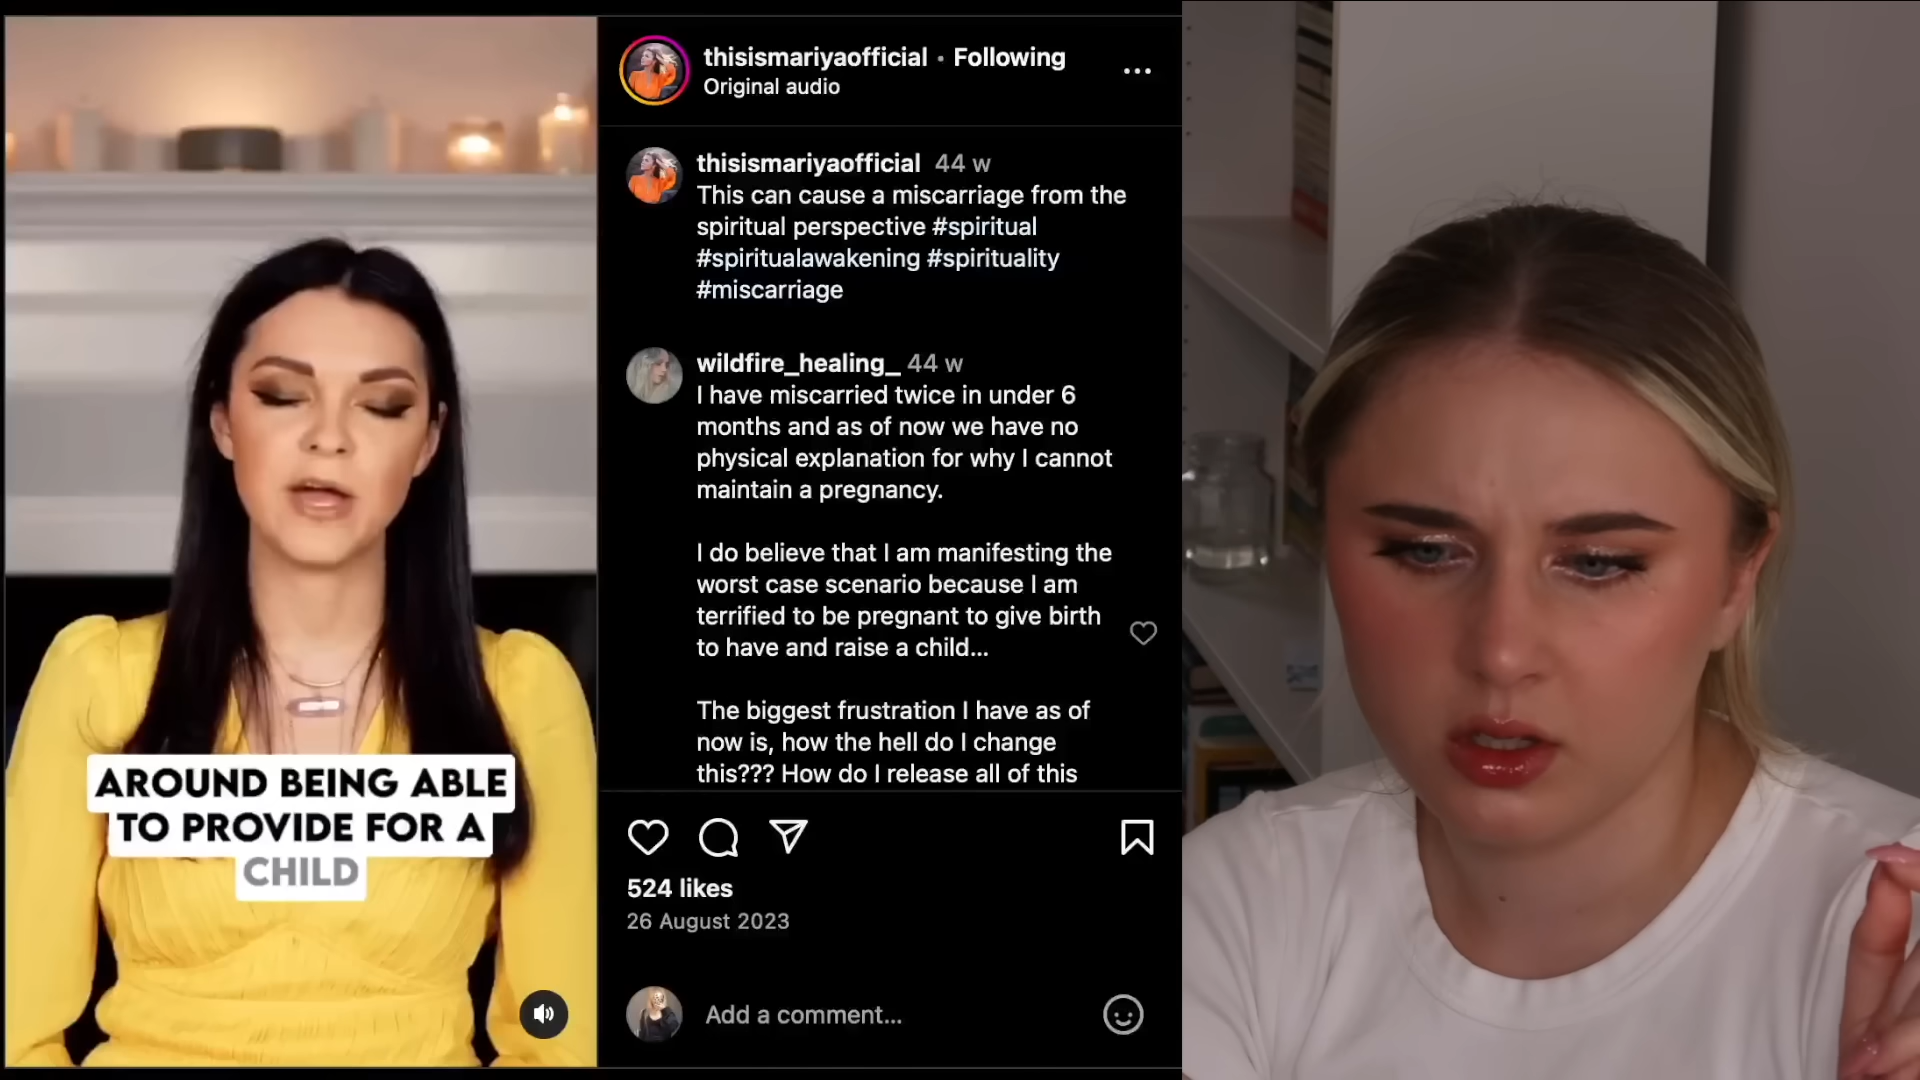 thisismariyaofficial • Following
Original audio
thisismariyaofficial 44 w
This can cause a miscarriage from the
spiritual perspective #spiritual
#spiritualawakening #spirituality
#miscarriage
wildfire_healing_ 44 w
I have miscarried twice in under 6
months and as of now we have no
physical explanation for why I cannot
maintain a pregnancy.
I do believe that I am manifesting the
worst case scenario because I am
terrified to be pregnant to give birth
to have and raise a child...
The biggest frustration I have as of
now is, how the hell do I change
this??? How do I release all of this
524 likes
26 August 2023
Add a comment...
AROUND BEING ABLE
TO PROVIDE FOR A
CHILD